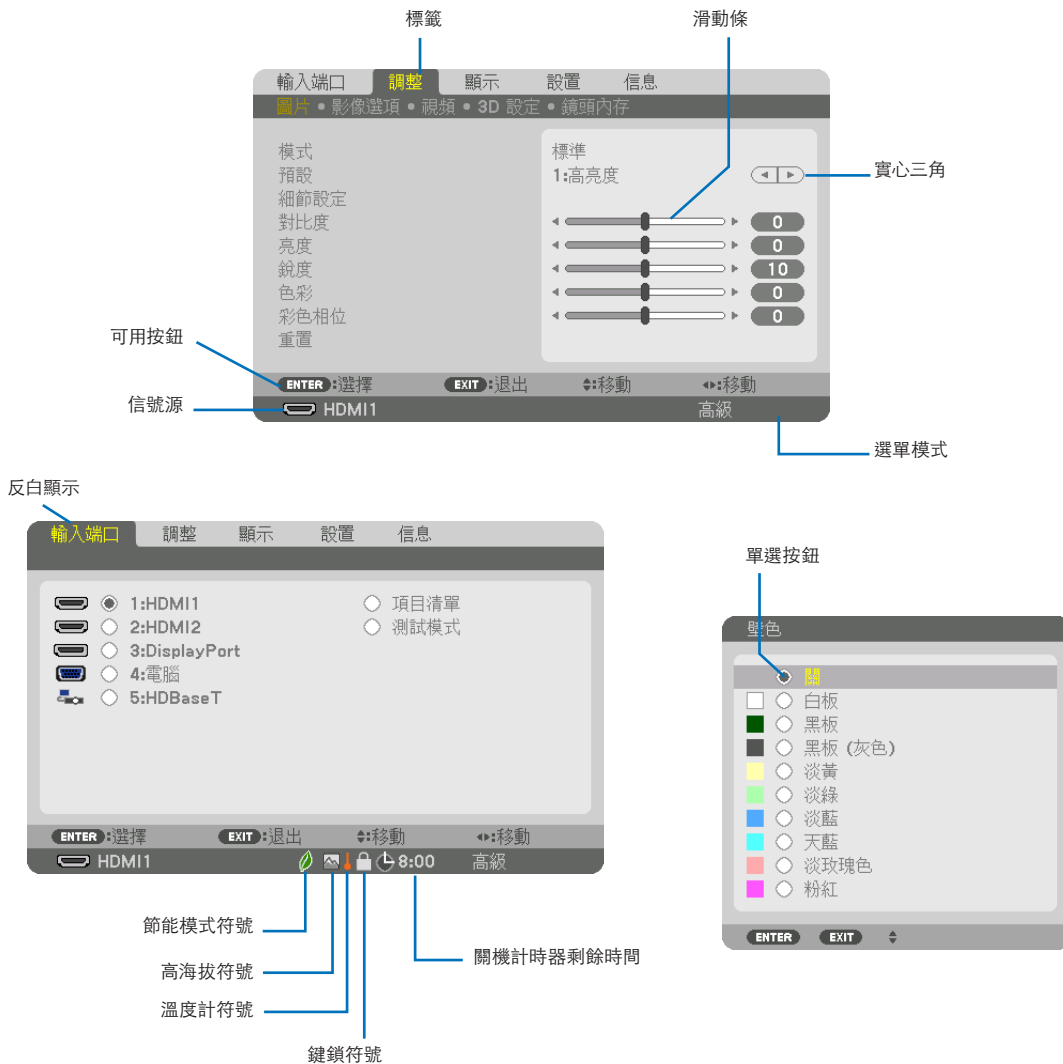 標籤
滑動條
輸入端口 調整 顯示 設置 信息
圖片 • 影像選項 • 視頻 • 3D 設定 • 鏡頭內存
模式 標準
預設 1:高亮度
實心三角
細節設定
對比度 0
亮度 0
銳度 10
色彩 0
彩色相位 0
重置
可用按鈕
ENTER :選擇 EXIT :退出 :移動 :移動
信號源
HDMI1 高級
選單模式
反白顯示
輸入端口 調整 顯示 設置 信息
1:HDMI1 項目清單
2:HDMI2 測試模式
3:DisplayPort
4:電腦
5:HDBaseT
ENTER :選擇 EXIT :退出 :移動 :移動
HDMI1 8:00 高級
節能模式符號
高海拔符號
溫度計符號
鍵鎖符號
關機計時器剩餘時間
單選按鈕
壁色
關
白板
黑板
黑板 (灰色)
淡黃
淡綠
淡藍
天藍
淡玫瑰色
粉紅
ENTER EXIT